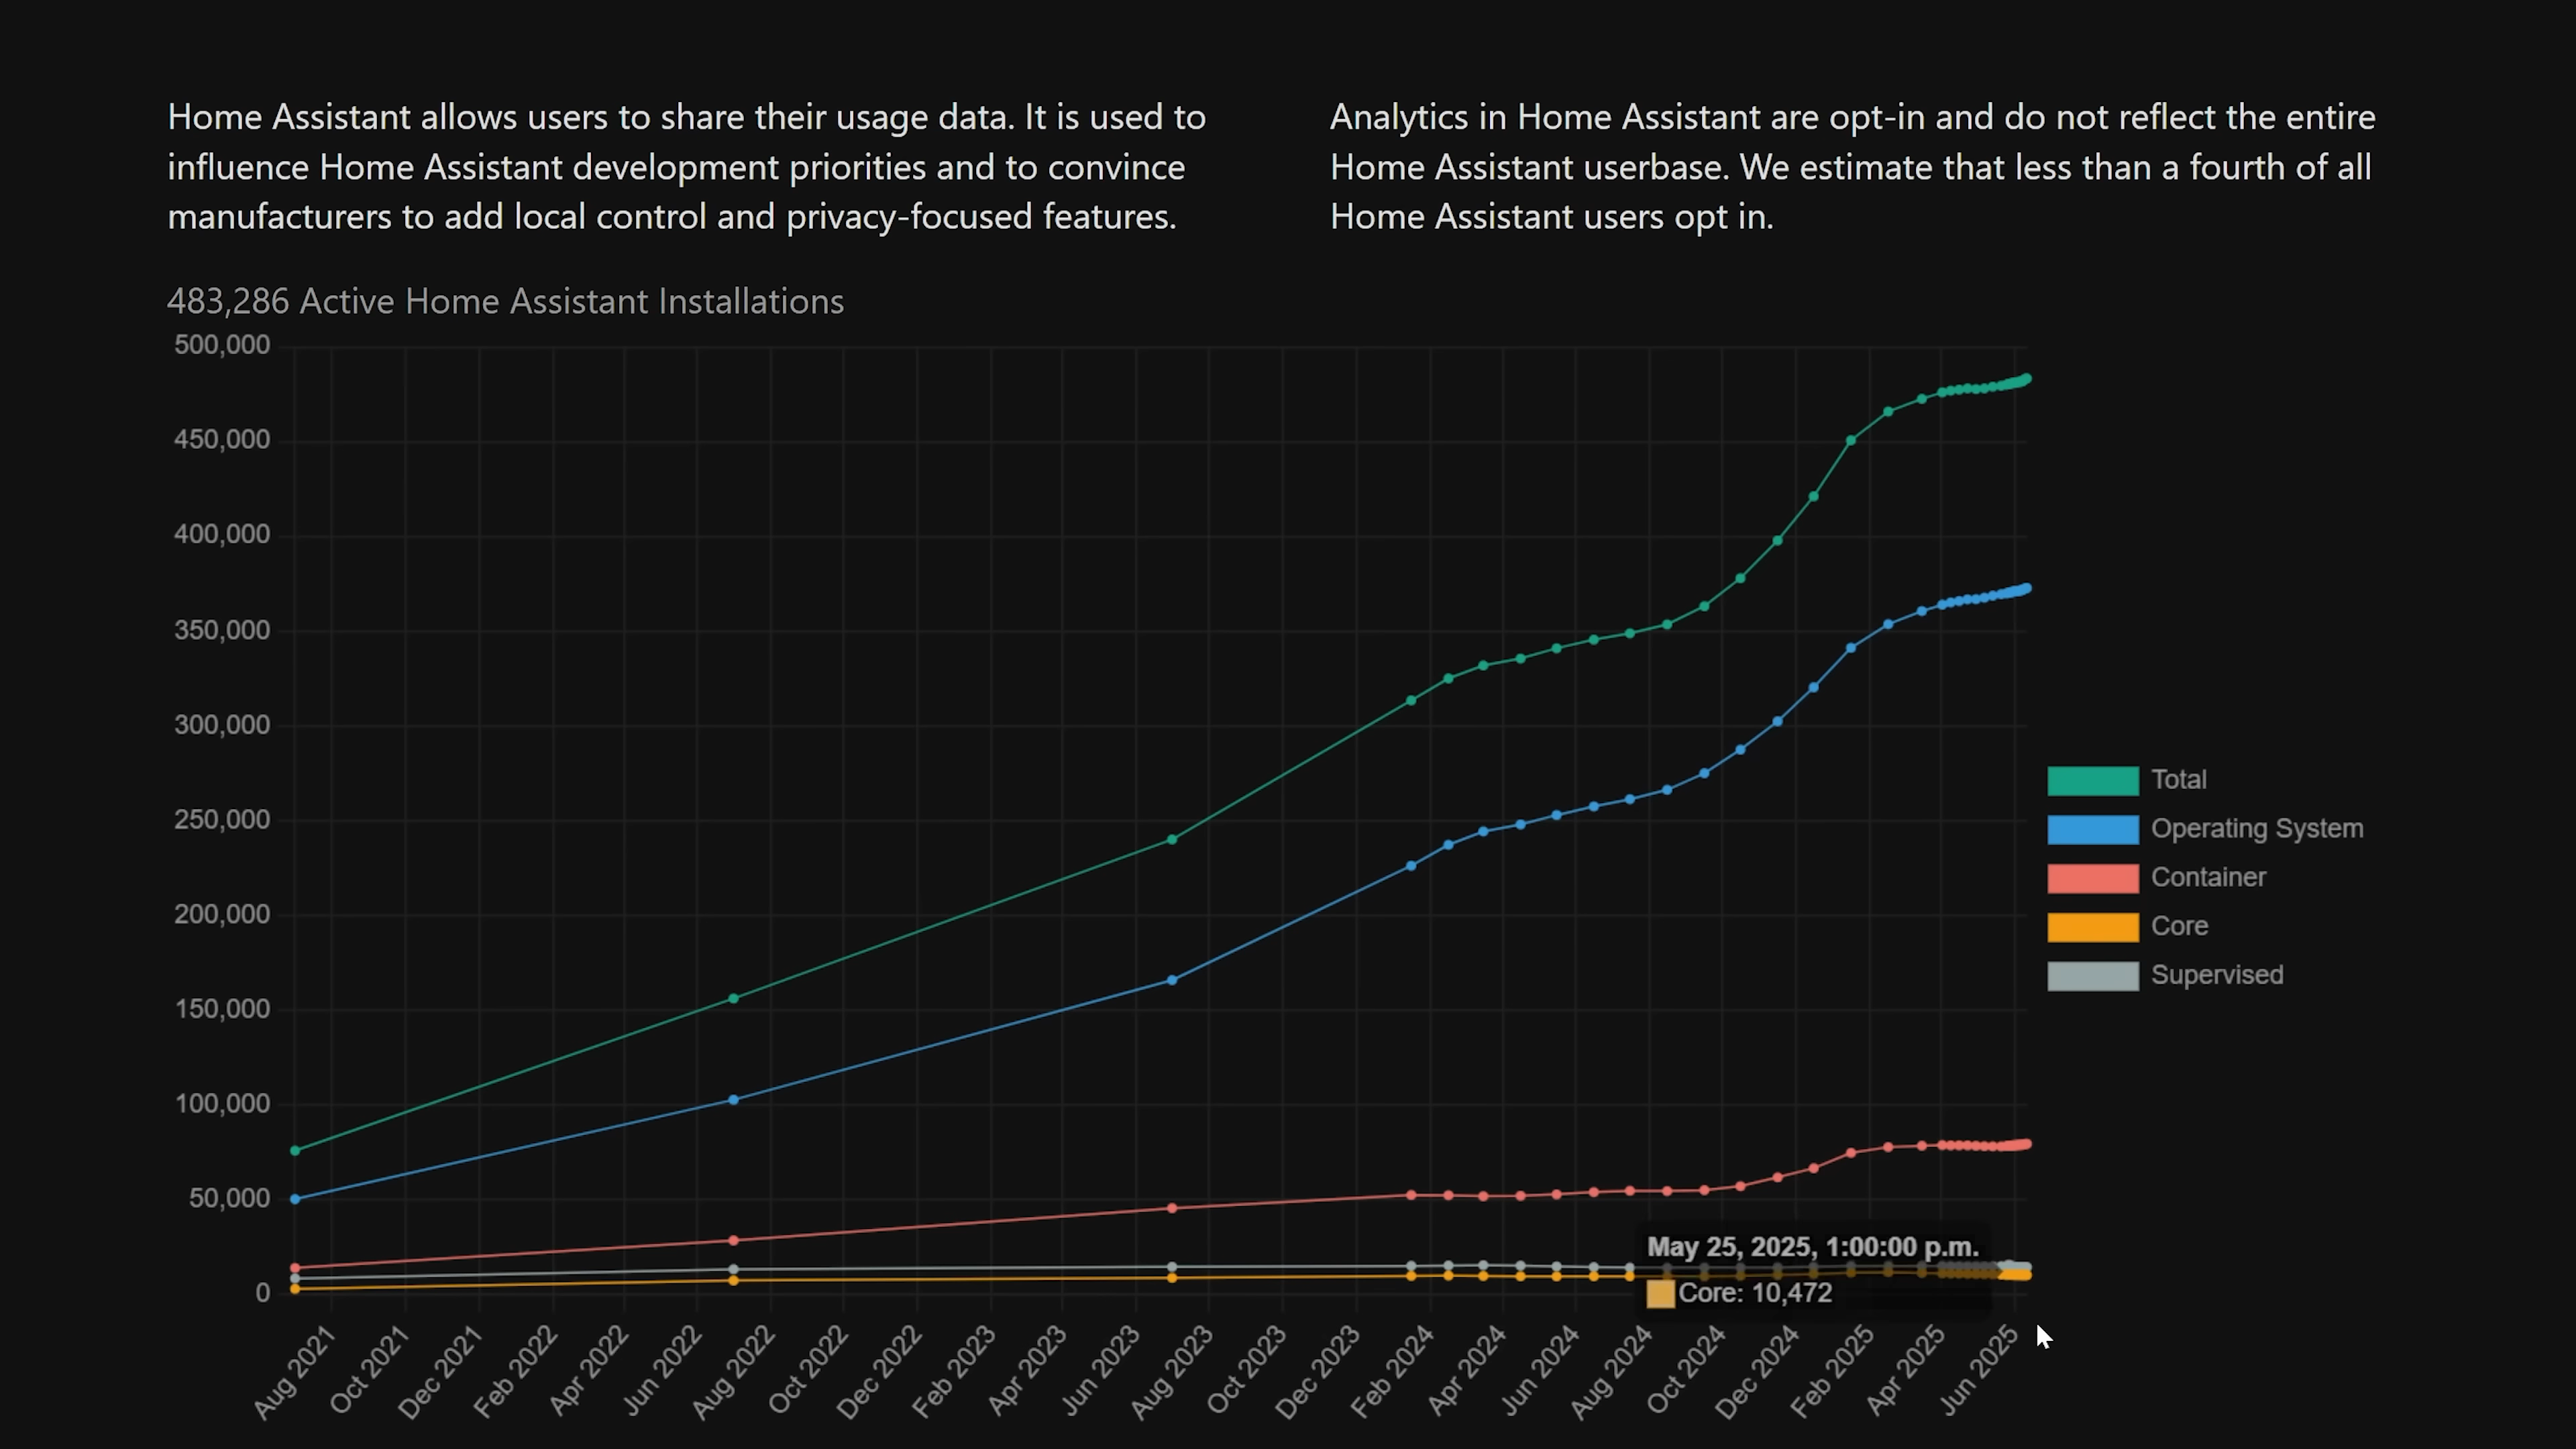 Home Assistant allows users to share their usage data. It is used to
influence Home Assistant development priorities and to convince
manufacturers to add local control and privacy-focused features.
Analytics in Home Assistant are opt-in and do not reflect the entire
Home Assistant userbase. We estimate that less than a fourth of all
Home Assistant users opt in.
483,286 Active Home Assistant Installations
500,000
450,000
400,000
350,000
300,000
250,000
200,000
150,000
100,000
50,000
0
Total
Operating System
Container
Core
Supervised
May 25, 2025, 1:00:00 p.m.
Core: 10,472
Aug 2021
Oct 2021
Dec 2021
Feb 2022
Apr 2022
Jun 2022
Aug 2022
Oct 2022
Dec 2022
Feb 2023
Apr 2023
Jun 2023
Aug 2023
Oct 2023
Dec 2023
Feb 2024
Apr 2024
Jun 2024
Aug 2024
Oct 2024
Dec 2024
Feb 2025
Apr 2025
Jun 2025